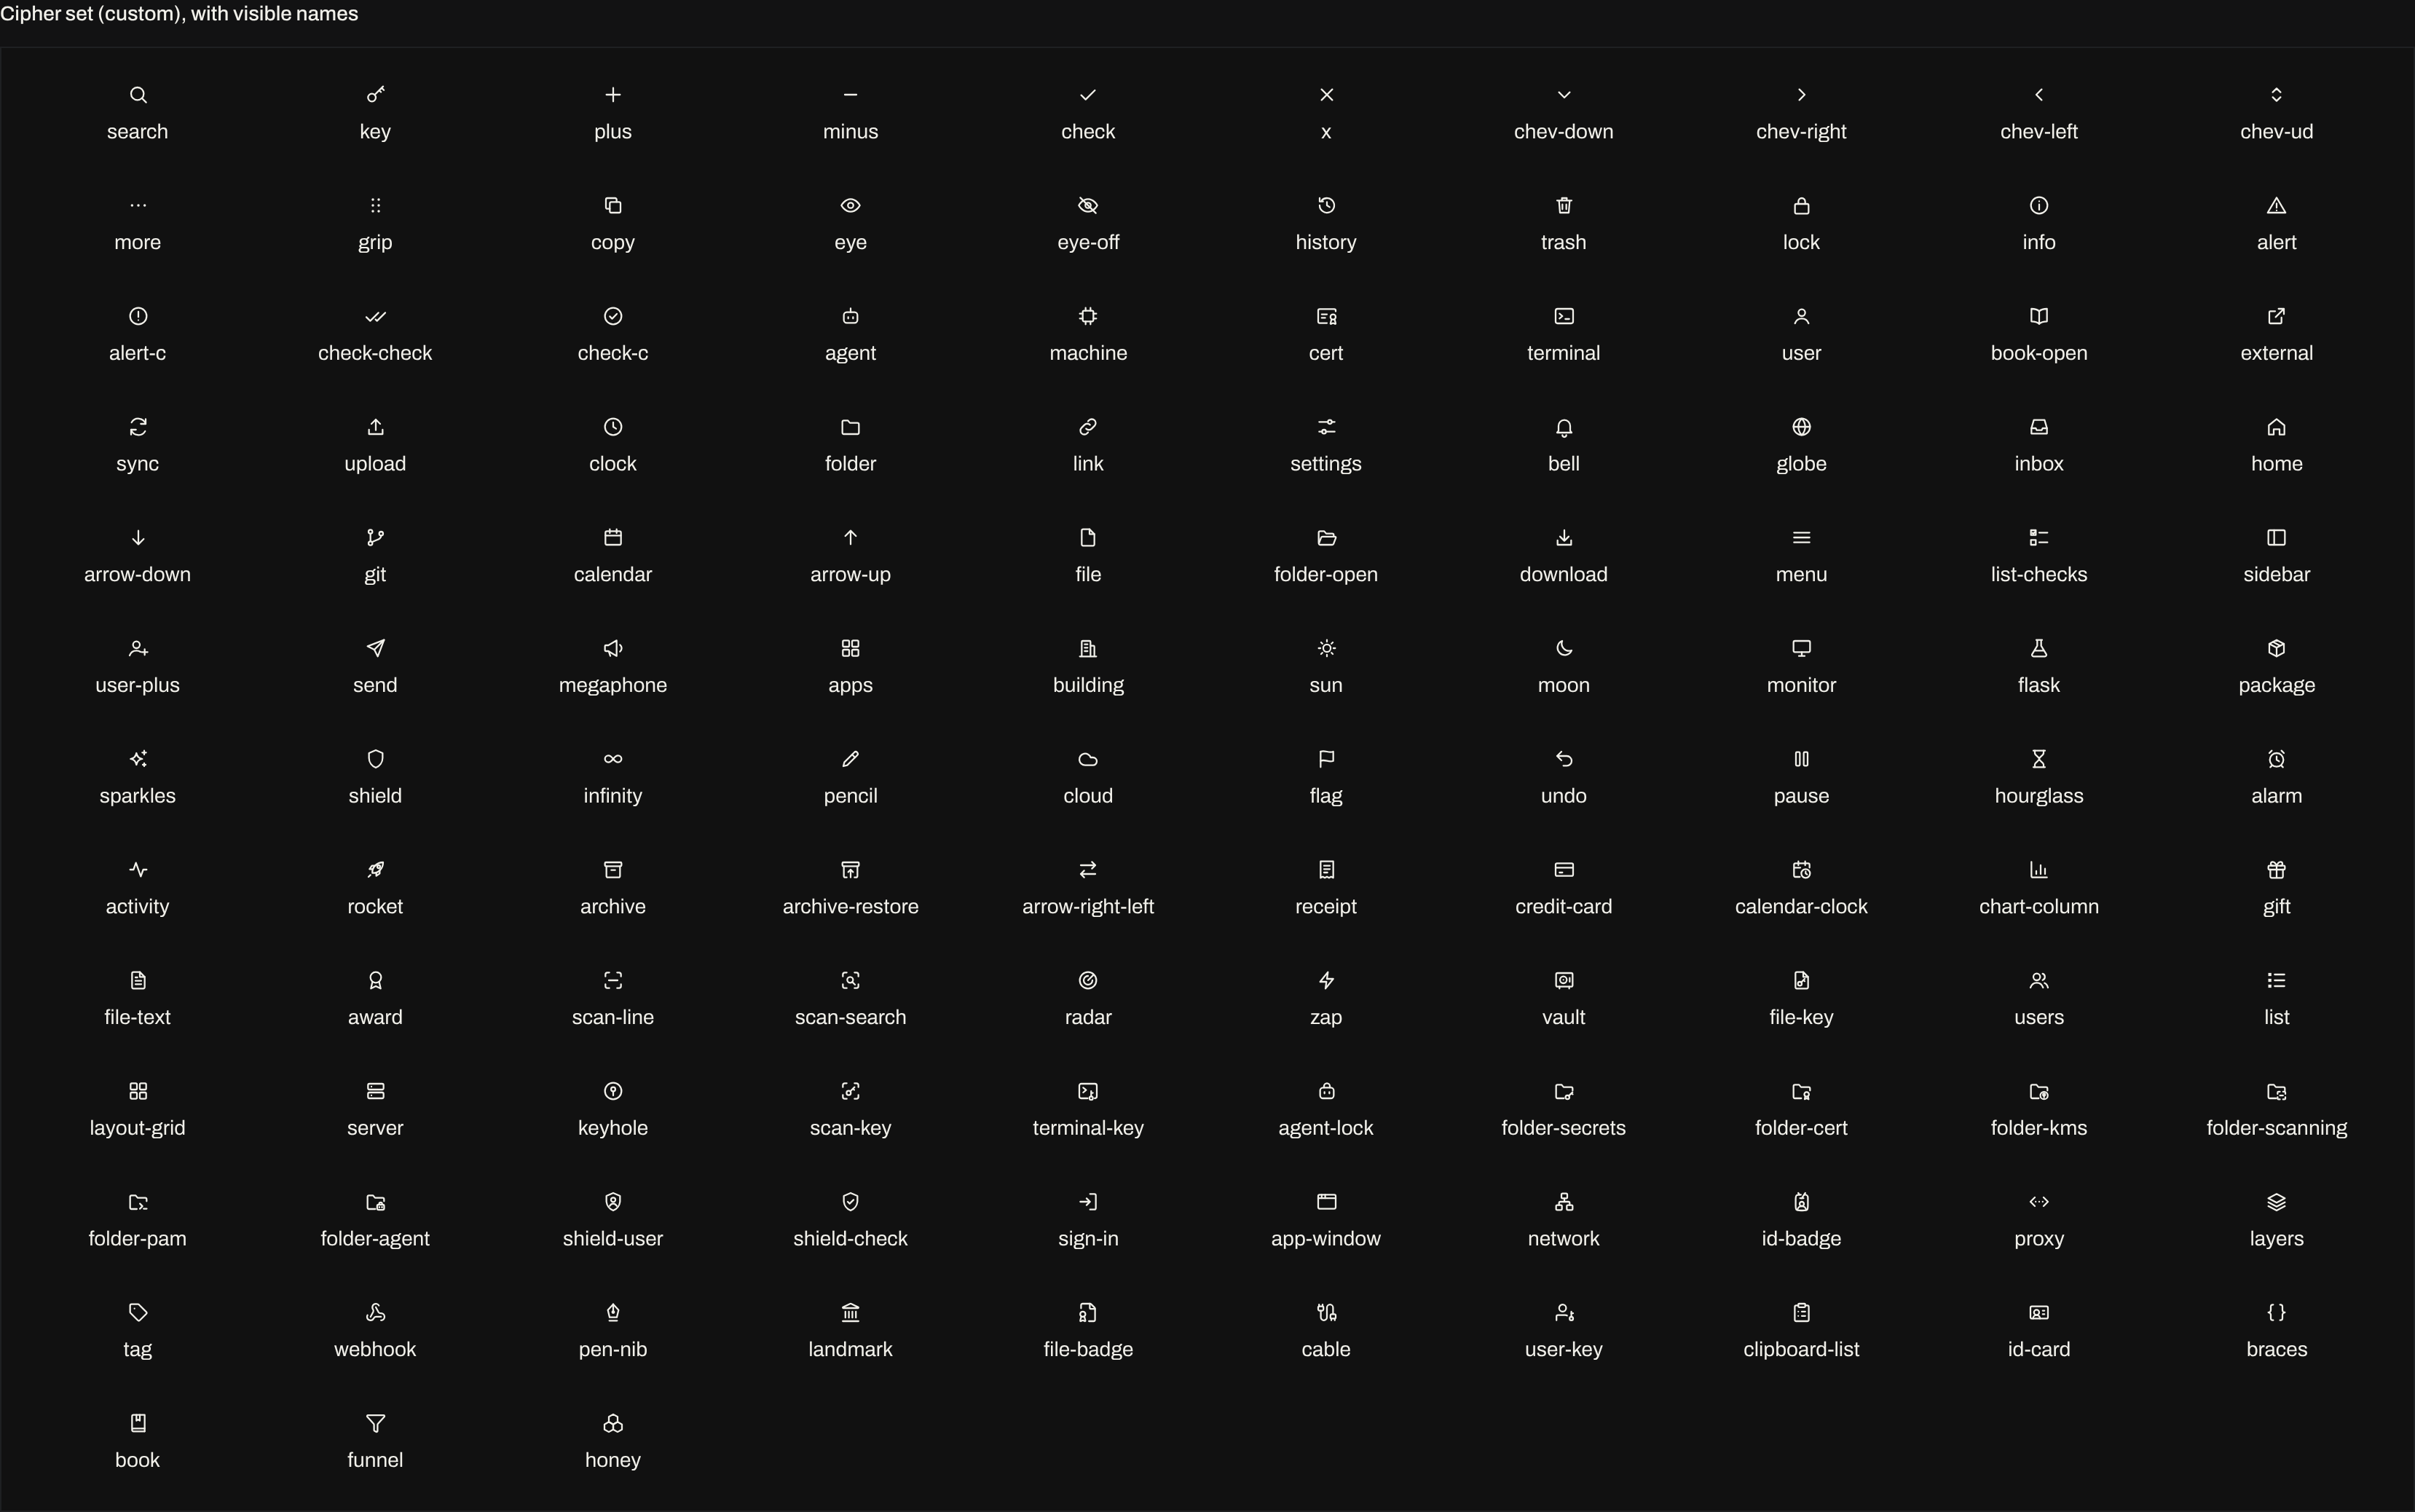 Cipher set (custom), with visible names
search key plus minus check x chev-down chev-right chev-left chev-ud
more grip copy eye eye-off history trash lock info alert
alert-c check-check check-c agent machine cert terminal user book-open external
sync upload clock folder link settings bell globe inbox home
arrow-down git calendar arrow-up file folder-open download menu list-checks sidebar
user-plus send megaphone apps building sun moon monitor flask package
sparkles shield infinity pencil cloud flag undo pause hourglass alarm
activity rocket archive archive-restore arrow-right-left receipt credit-card calendar-clock chart-column gift
file-text award scan-line scan-search radar zap vault file-key users list
layout-grid server keyhole scan-key terminal-key agent-lock folder-secrets folder-cert folder-kms folder-scanning
folder-pam folder-agent shield-user shield-check sign-in app-window network id-badge proxy layers
tag webhook pen-nib landmark file-badge cable user-key clipboard-list id-card braces
book funnel honey